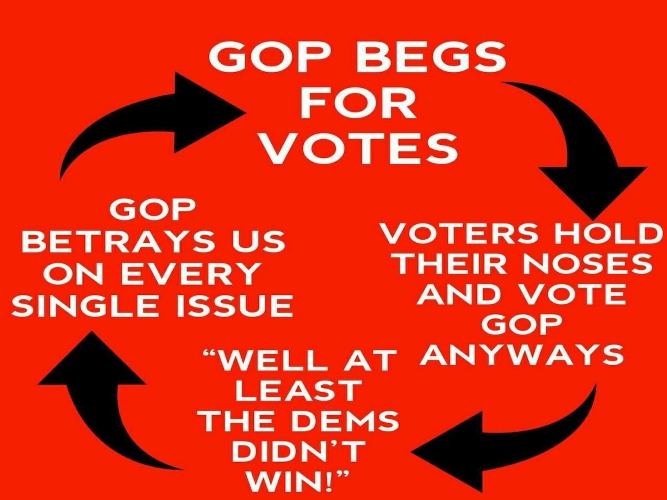 GOP BEGS
FOR
VOTES
VOTERS HOLD
THEIR NOSES
AND VOTE
GOP
ANYWAYS
“WELL AT
LEAST
THE DEMS
DIDN’T
WIN!”
GOP
BETRAYS US
ON EVERY
SINGLE ISSUE